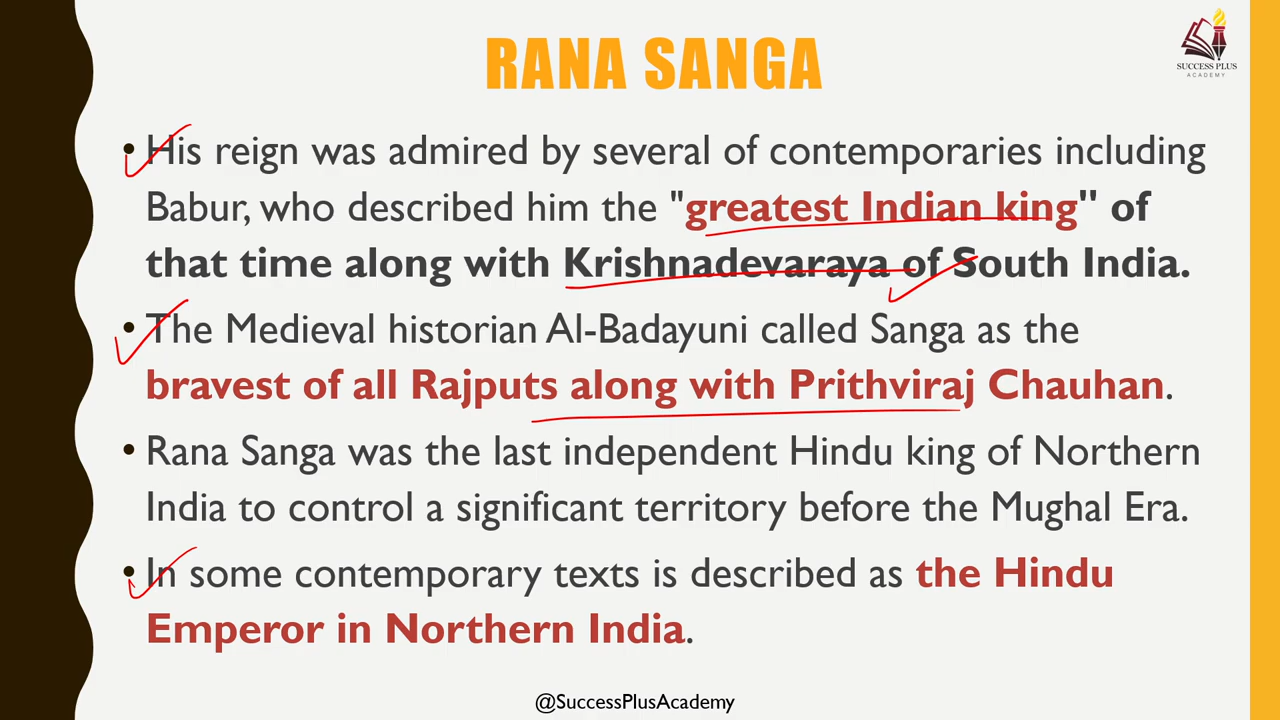 RANA SANGA
SUCCESS PLUS
ACADEMY
• His reign was admired by several of contemporaries including
Babur, who described him the "greatest Indian king" of
that time along with Krishnadevaraya of South India.
• The Medieval historian Al-Badayuni called Sanga as the
bravest of all Rajputs along with Prithviraj Chauhan.
• Rana Sanga was the last independent Hindu king of Northern
India to control a significant territory before the Mughal Era.
• In some contemporary texts is described as the Hindu
Emperor in Northern India.
@SuccessPlusAcademy